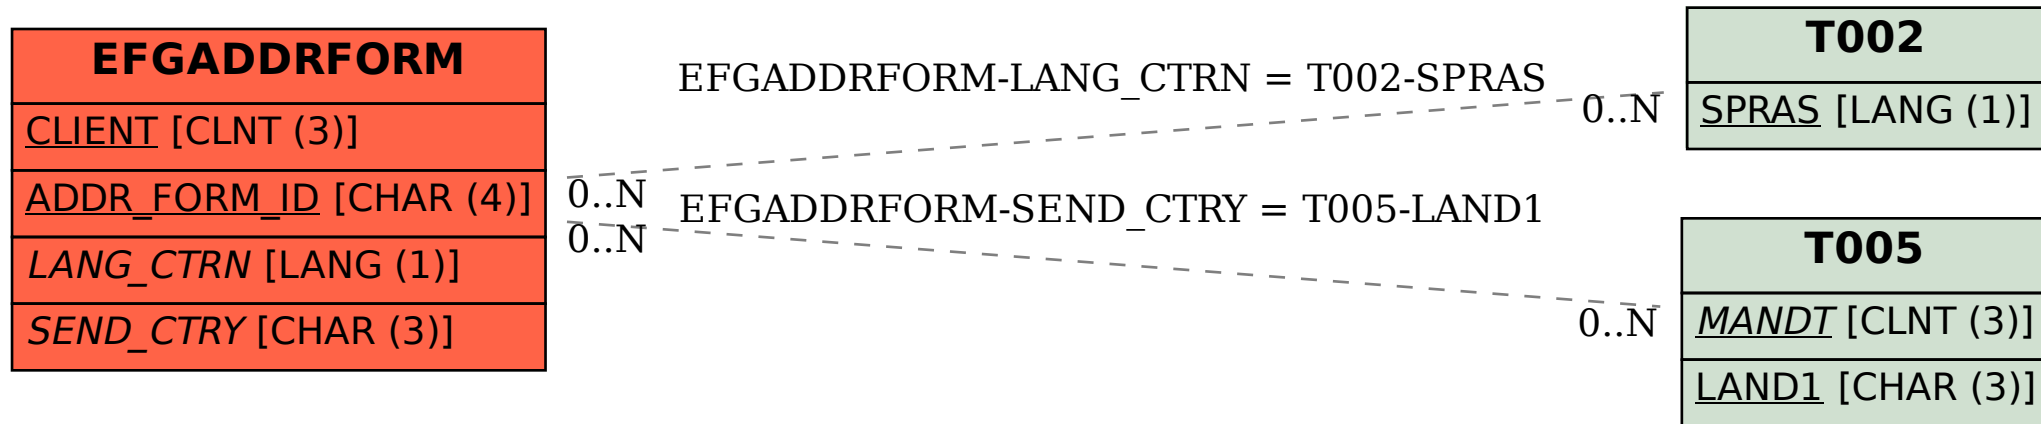 EFGADDRFORM
CLIENT [CLNT (3)]
ADDR_FORM_ID [CHAR (4)]
LANG_CTRN [LANG (1)]
SEND_CTRY [CHAR (3)]
EFGADDRFORM-LANG_CTRN = T002-SPRAS
0..N
0..N
EFGADDRFORM-SEND_CTRY = T005-LAND1
0..N
0..N
T002
SPRAS [LANG (1)]
T005
MANDT [CLNT (3)]
LAND1 [CHAR (3)]